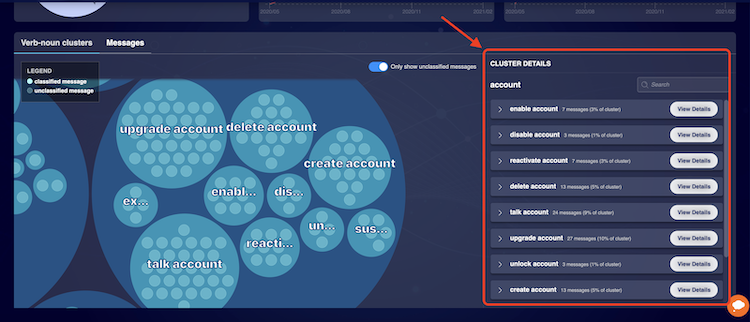 2020/05 2020/11 2021/02 2020/05 2020/11 2021/02
Verb-noun clusters Messages
Only show unclassified messages
LEGEND
classified message
unclassified message
upgrade account
delete account
create account
enabl...
dis...
ex...
un...
sus...
reacti...
talk account
CLUSTER DETAILS
account
Search
enable account 7 messages (3% of cluster) View Details
disable account 3 messages (1% of cluster) View Details
reactivate account 7 messages (3% of cluster) View Details
delete account 13 messages (5% of cluster) View Details
talk account 24 messages (9% of cluster) View Details
upgrade account 27 messages (10% of cluster) View Details
unlock account 3 messages (1% of cluster) View Details
create account 13 messages (5% of cluster) View Details